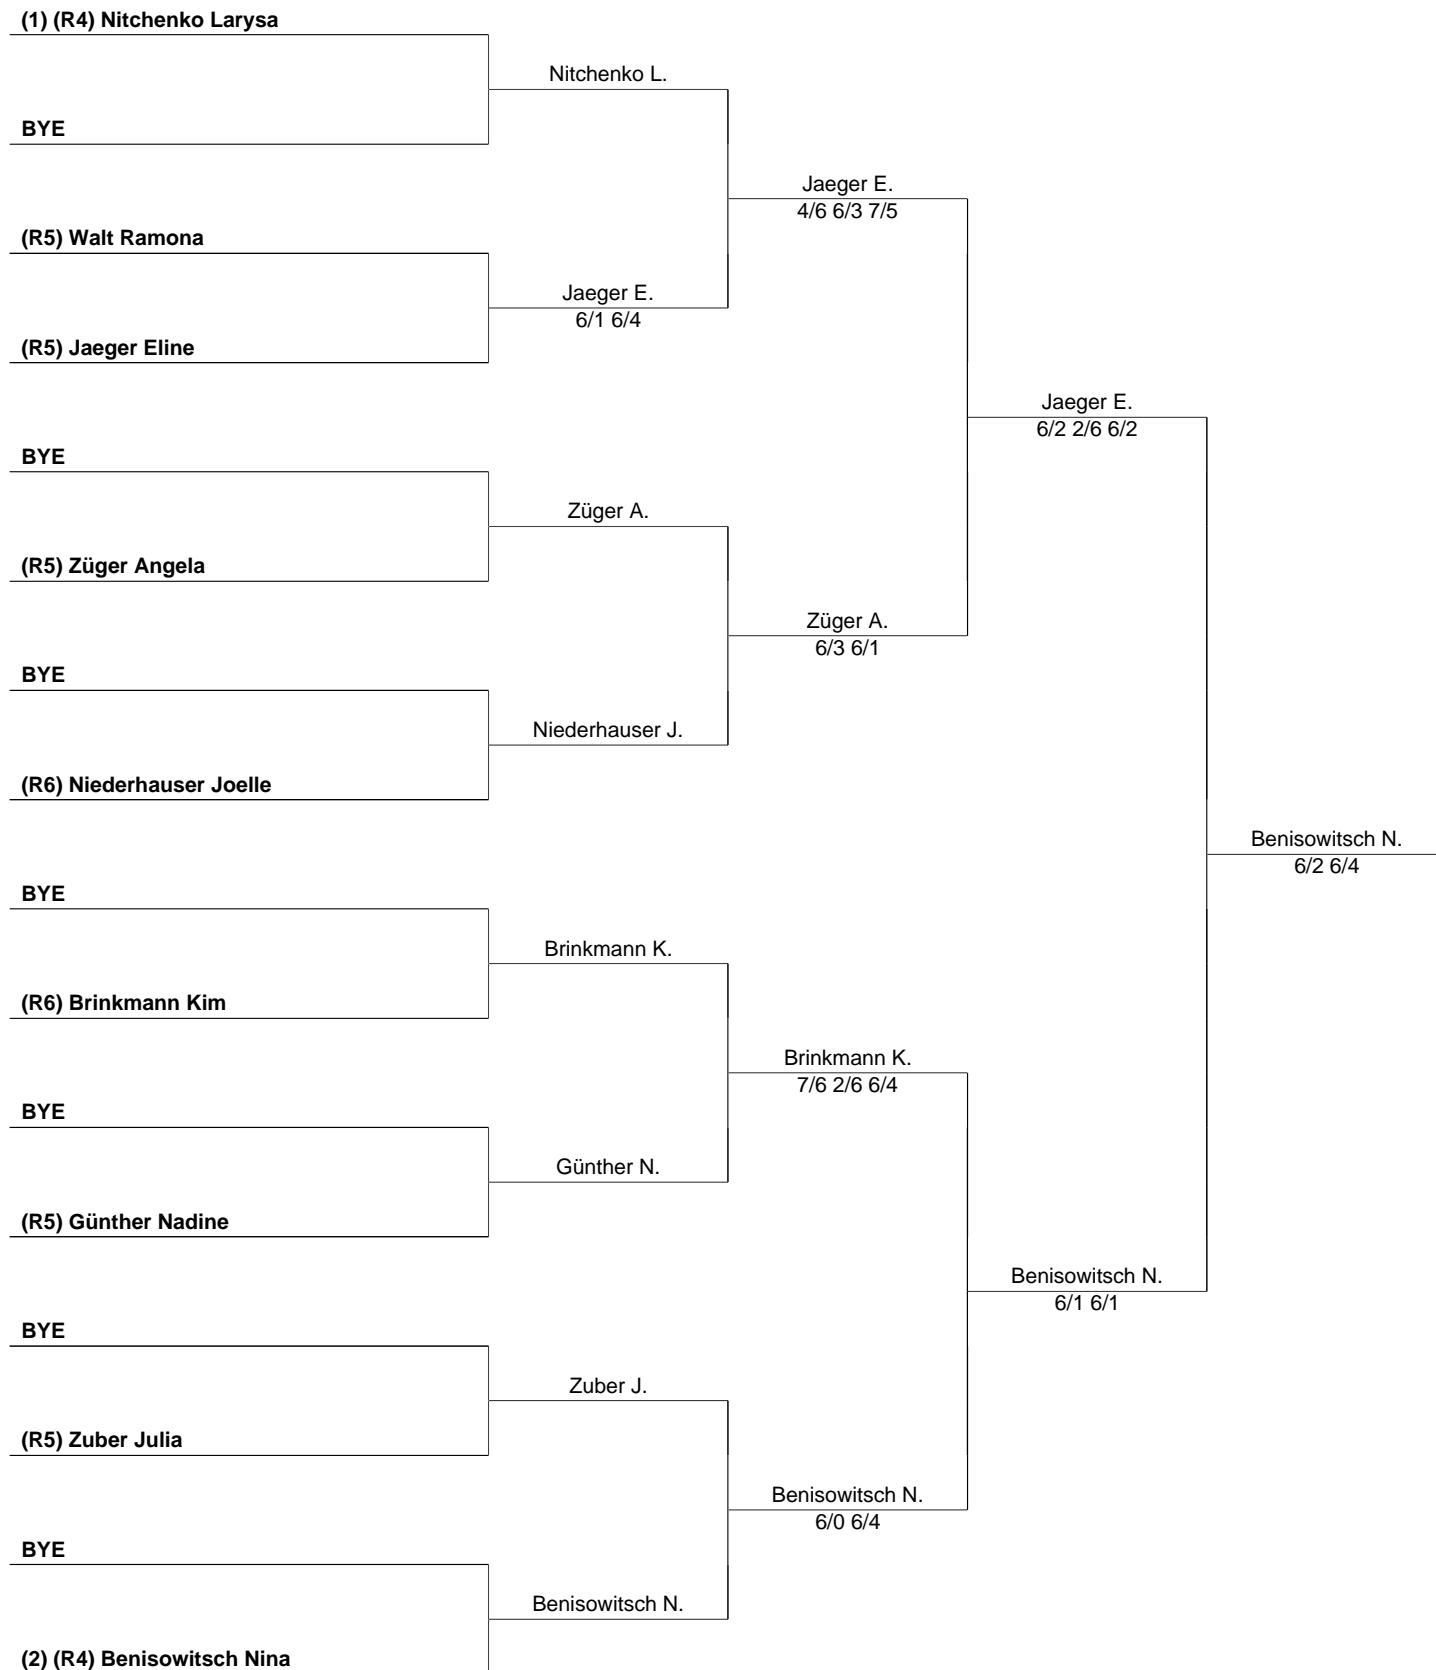 (1) (R4) Nitchenko Larysa
Nitchenko L.
BYE
Jaeger E.
4/6 6/3 7/5
(R5) Walt Ramona
Jaeger E.
6/1 6/4
(R5) Jaeger Eline
Jaeger E.
6/2 2/6 6/2
BYE
Züger A.
(R5) Züger Angela
Züger A.
6/3 6/1
BYE
Niederhauser J.
(R6) Niederhauser Joelle
Benisowitsch N.
6/2 6/4
BYE
Brinkmann K.
(R6) Brinkmann Kim
Brinkmann K.
7/6 2/6 6/4
BYE
Günther N.
(R5) Günther Nadine
Benisowitsch N.
6/1 6/1
BYE
Zuber J.
(R5) Zuber Julia
Benisowitsch N.
6/0 6/4
BYE
Benisowitsch N.
(2) (R4) Benisowitsch Nina